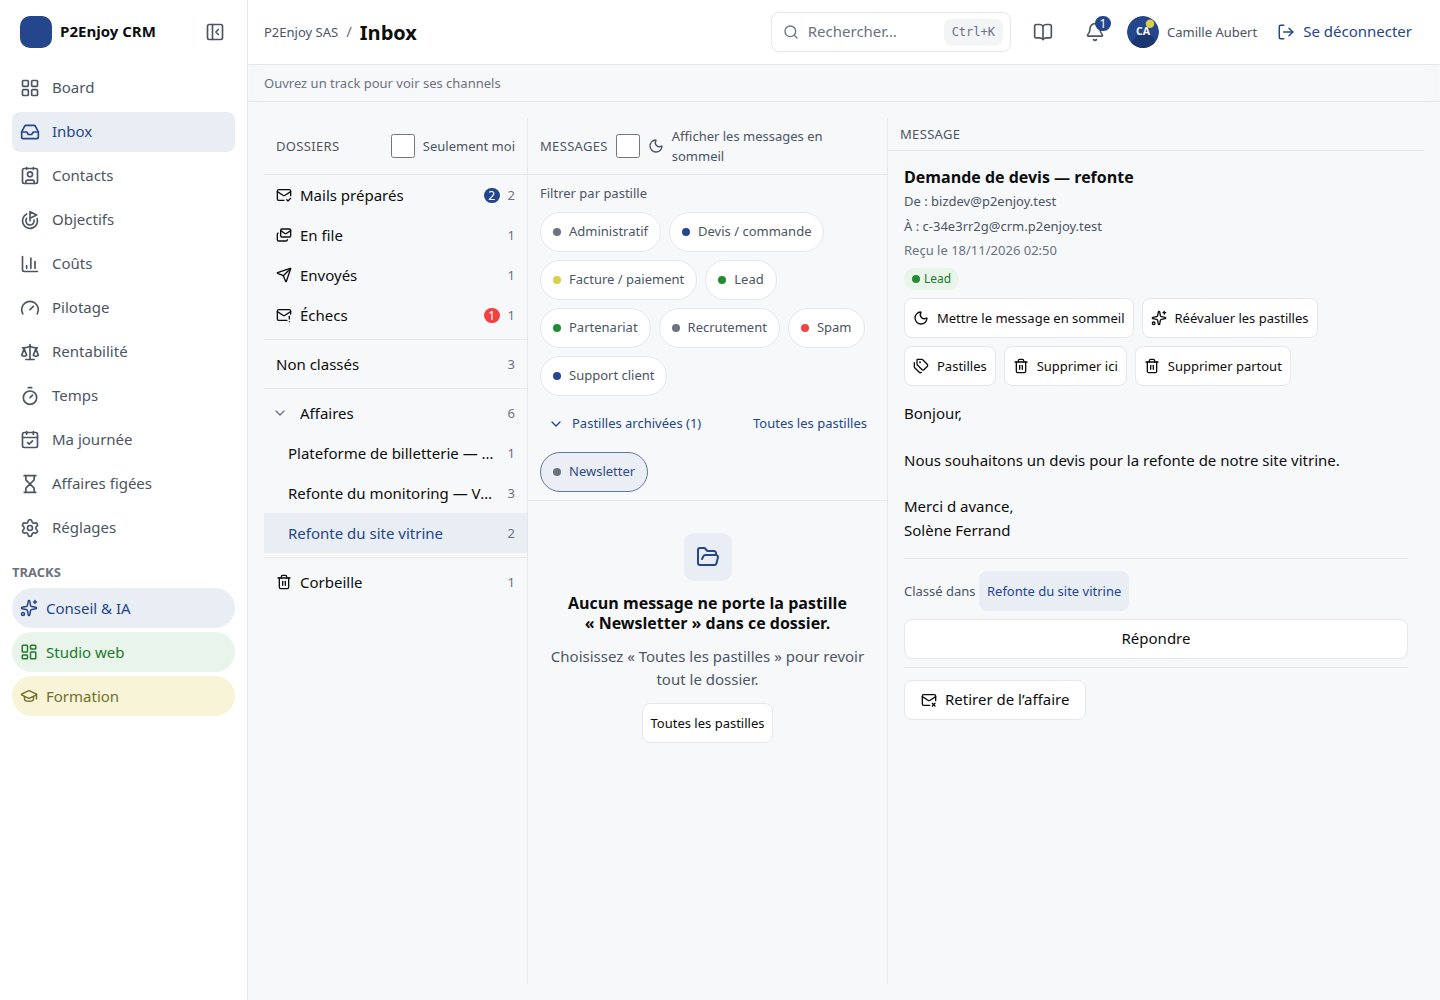 P2Enjoy CRM
Board
Inbox
Contacts
Objectifs
Coûts
Pilotage
Rentabilité
Temps
Ma journée
Affaires figées
Réglages
TRACKS
Conseil & IA
Studio web
Formation
P2Enjoy SAS / Inbox
Rechercher... Ctrl+K
1
CA Camille Aubert
Se déconnecter
Ouvrez un track pour voir ses channels
DOSSIERS Seulement moi
Mails préparés 2 2
En file 1
Envoyés 1
Échecs 1 1
Non classés 3
Affaires 6
Plateforme de billetterie — ... 1
Refonte du monitoring — V... 3
Refonte du site vitrine 2
Corbeille 1
MESSAGES Afficher les messages en
sommeil
Filtrer par pastille
Administratif Devis / commande
Facture / paiement Lead
Partenariat Recrutement Spam
Support client
Pastilles archivées (1) Toutes les pastilles
Newsletter
Aucun message ne porte la pastille
« Newsletter » dans ce dossier.
Choisissez « Toutes les pastilles » pour revoir
tout le dossier.
Toutes les pastilles
MESSAGE
Demande de devis — refonte
De : bizdev@p2enjoy.test
À : c-34e3rr2g@crm.p2enjoy.test
Reçu le 18/11/2026 02:50
Lead
Mettre le message en sommeil Réévaluer les pastilles
Pastilles Supprimer ici Supprimer partout
Bonjour,
Nous souhaitons un devis pour la refonte de notre site vitrine.
Merci d avance,
Solène Ferrand
Classé dans Refonte du site vitrine
Répondre
Retirer de l’affaire